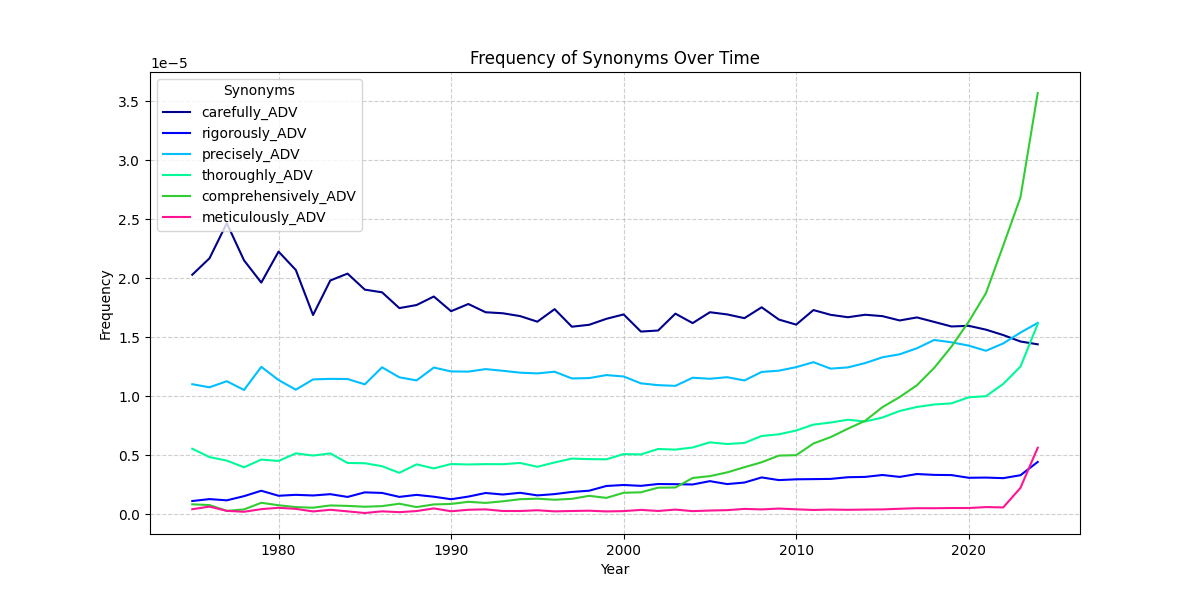 Frequency of Synonyms Over Time
1e−5
Synonyms
carefully_ADV
rigorously_ADV
precisely_ADV
thoroughly_ADV
comprehensively_ADV
meticulously_ADV
3.5
3.0
2.5
2.0
1.5
1.0
0.5
0.0
Frequency
1980 1990 2000 2010 2020
Year